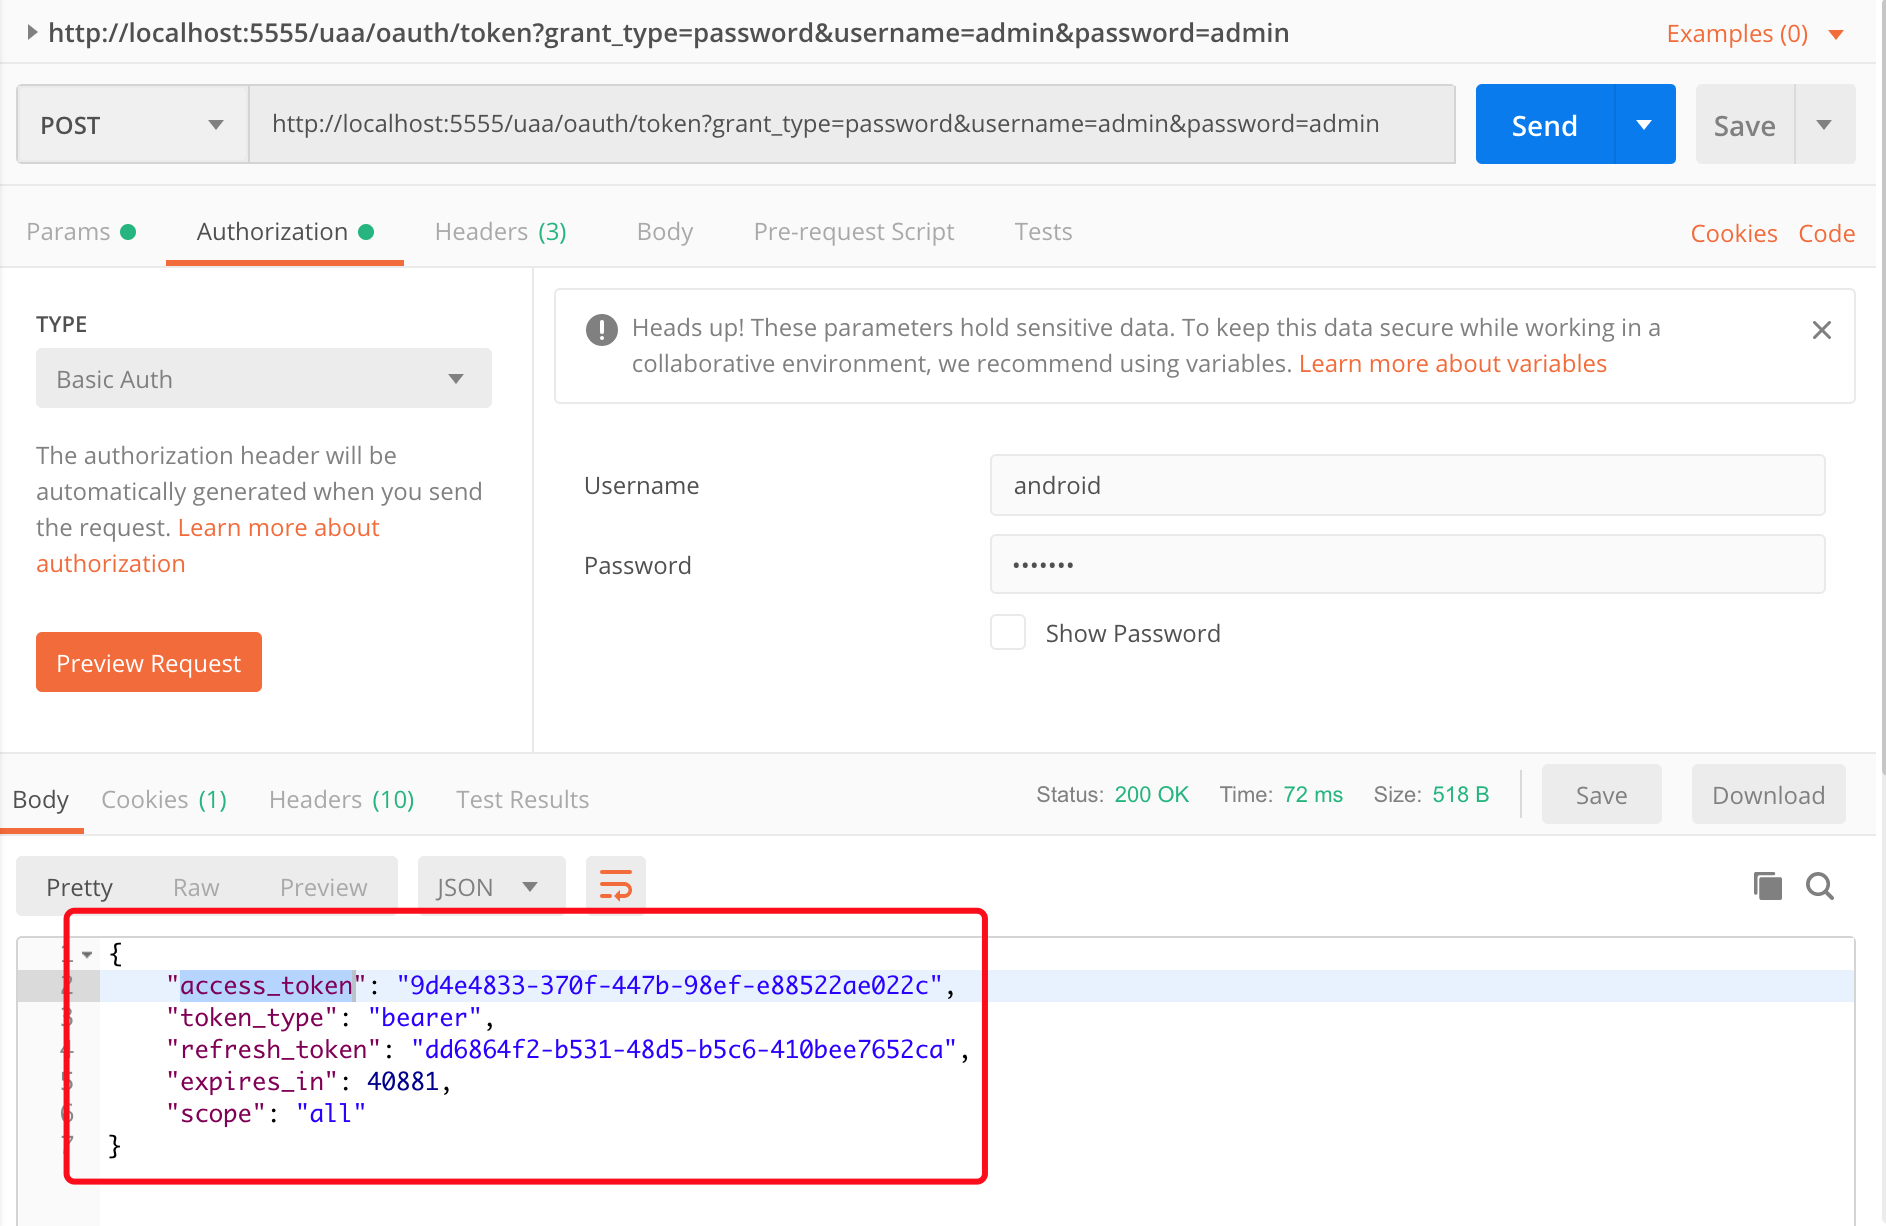 http://localhost:5555/uaa/oauth/token?grant_type=password&username=admin&password=admin
Examples (0)
POST
http://localhost:5555/uaa/oauth/token?grant_type=password&username=admin&password=admin
Send
Save
Params
Authorization
Headers (3)
Body
Pre-request Script
Tests
Cookies
Code
TYPE
Basic Auth
The authorization header will be
automatically generated when you send
the request. Learn more about
authorization
Preview Request
Heads up! These parameters hold sensitive data. To keep this data secure while working in a
collaborative environment, we recommend using variables. Learn more about variables
Username
android
Password
•••••••
Show Password
Body
Cookies (1)
Headers (10)
Test Results
Status: 200 OK
Time: 72 ms
Size: 518 B
Save
Download
Pretty
Raw
Preview
JSON
1 {
2 "access_token": "9d4e4833-370f-447b-98ef-e88522ae022c",
3 "token_type": "bearer",
4 "refresh_token": "dd6864f2-b531-48d5-b5c6-410bee7652ca",
5 "expires_in": 40881,
6 "scope": "all"
7 }